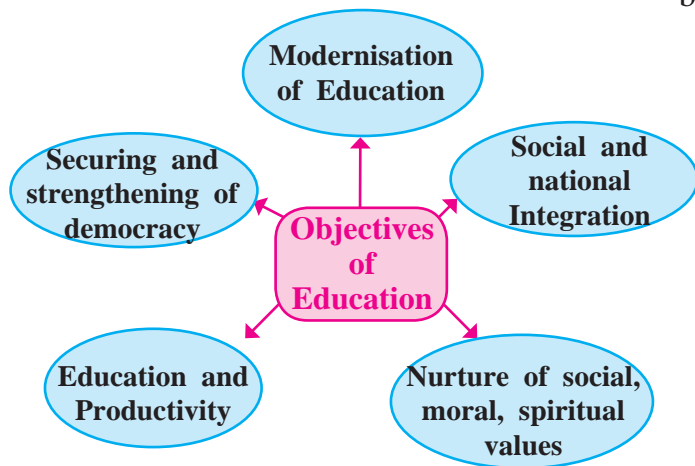 Modernisation
of Education
Securing and
strengthening of
democracy
Social and
national
Integration
Objectives
of
Education
Education and
Productivity
Nurture of social,
moral, spiritual
values